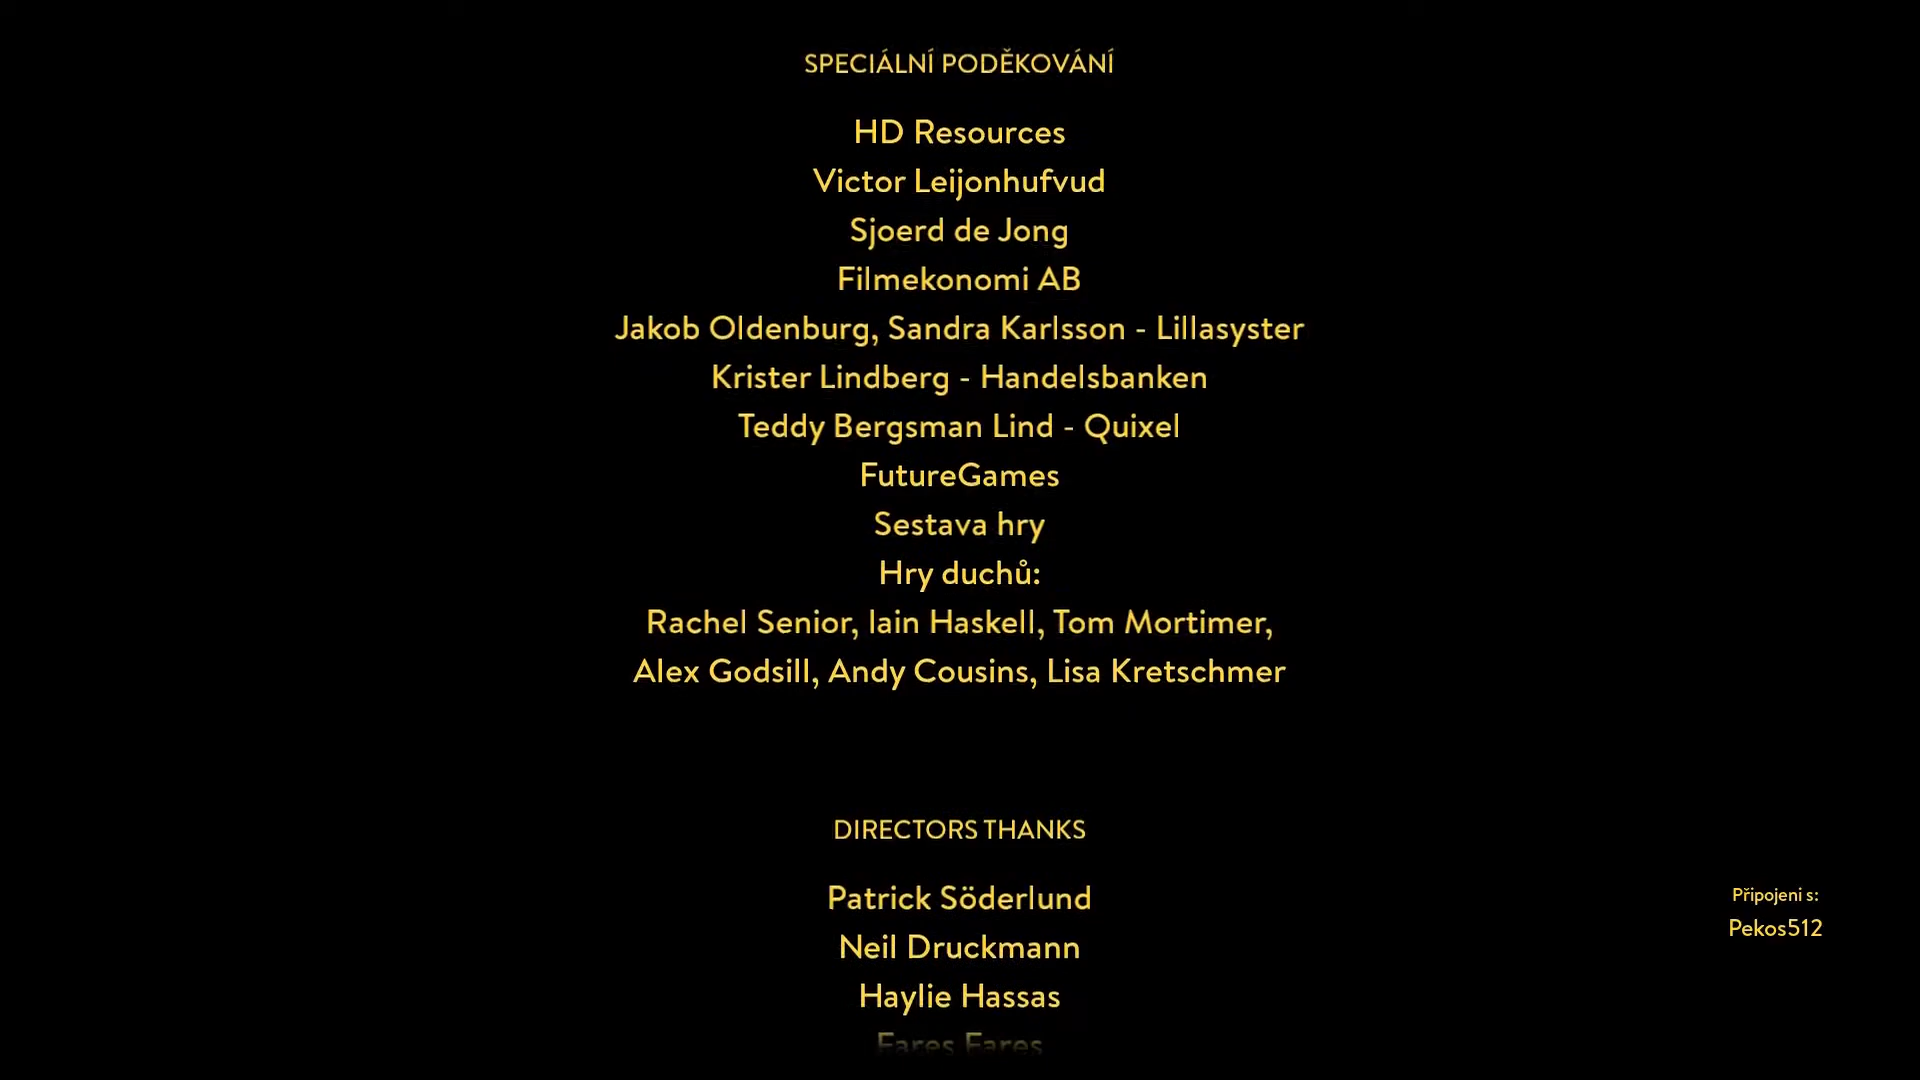 SPECIÁLNÍ PODĚKOVÁNÍ
HD Resources
Victor Leijonhufvud
Sjoerd de Jong
Filmekonomi AB
Jakob Oldenburg, Sandra Karlsson - Lillasyster
Krister Lindberg - Handelsbanken
Teddy Bergsman Lind - Quixel
FutureGames
Sestava hry
Hry duchů:
Rachel Senior, Iain Haskell, Tom Mortimer,
Alex Godsill, Andy Cousins, Lisa Kretschmer
DIRECTORS THANKS
Patrick Söderlund
Neil Druckmann
Haylie Hassas
Fares Fares
Připojeni s:
Pekos512